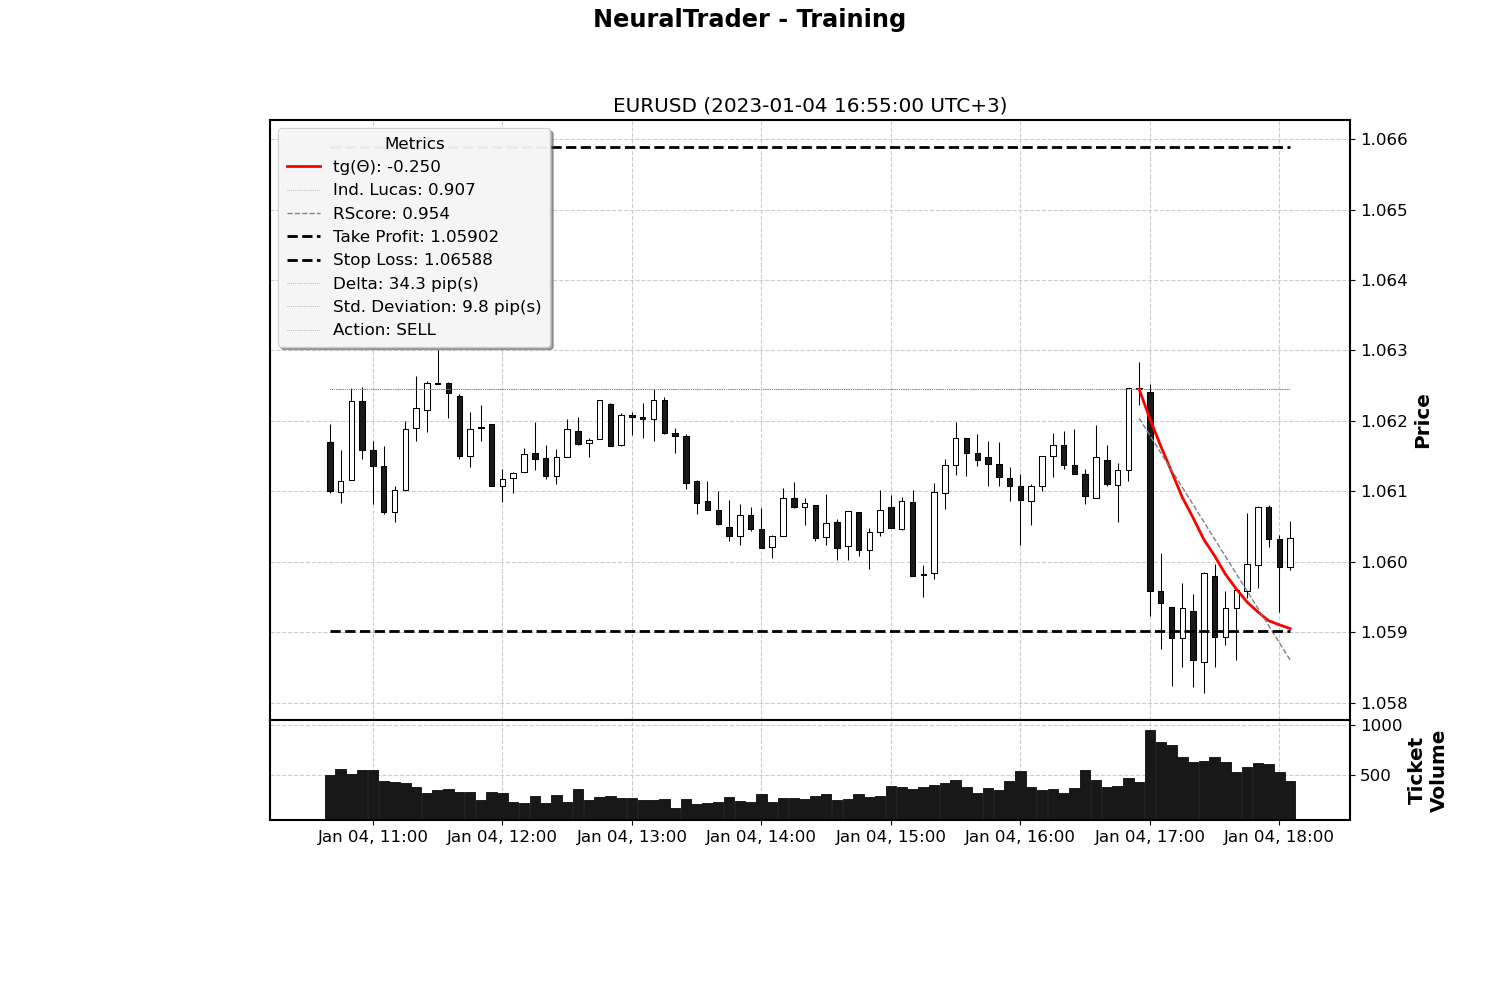 NeuralTrader - Training
EURUSD (2023-01-04 16:55:00 UTC+3)
Metrics
tg(Θ): -0.250
Ind. Lucas: 0.907
RScore: 0.954
Take Profit: 1.05902
Stop Loss: 1.06588
Delta: 34.3 pip(s)
Std. Deviation: 9.8 pip(s)
Action: SELL
1.066
1.065
1.064
1.063
1.062
1.061
1.060
1.059
1.058
Price
1000
500
Ticket
Volume
Jan 04, 11:00
Jan 04, 12:00
Jan 04, 13:00
Jan 04, 14:00
Jan 04, 15:00
Jan 04, 16:00
Jan 04, 17:00
Jan 04, 18:00